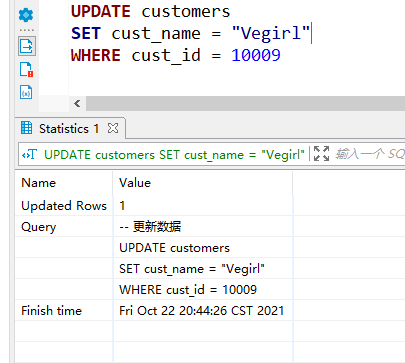 UPDATE customers
SET cust_name = "Vegirl"
WHERE cust_id = 10009
Statistics 1
UPDATE customers SET cust_name = "Vegirl" 输入一个 SQ
Name Value
Updated Rows 1
Query -- 更新数据
UPDATE customers
SET cust_name = "Vegirl"
WHERE cust_id = 10009
Finish time Fri Oct 22 20:44:26 CST 2021